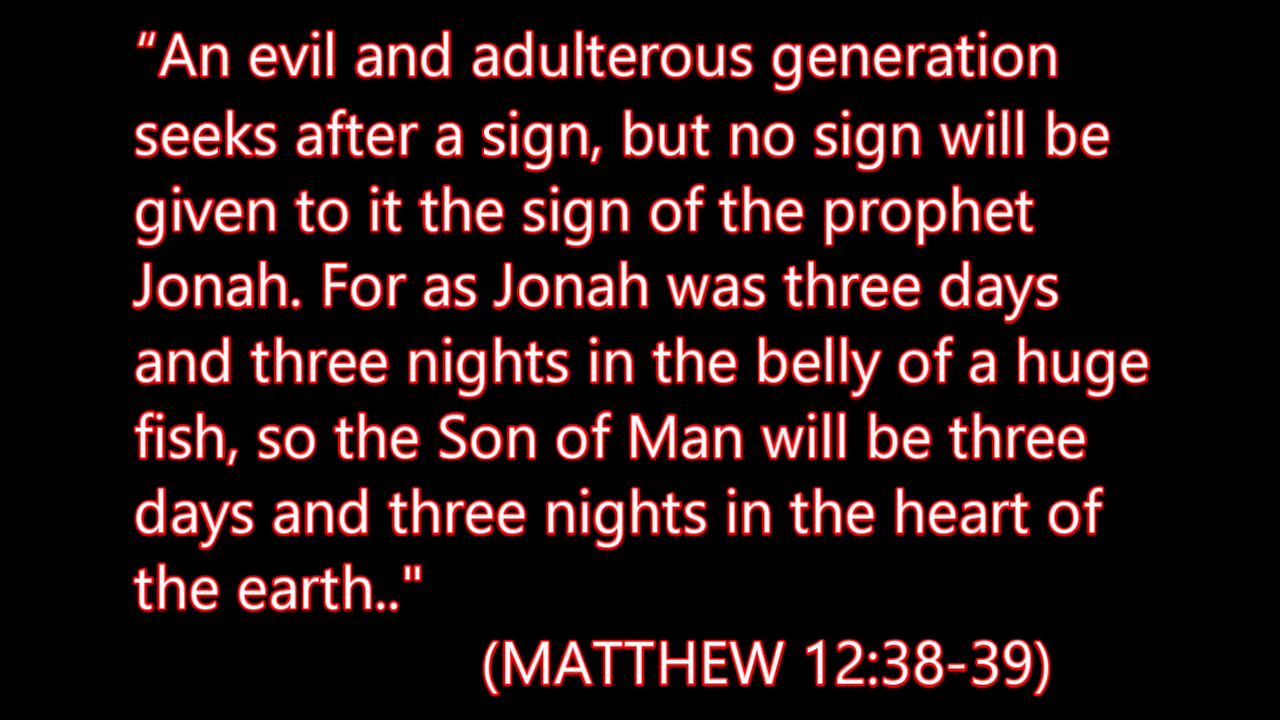 “An evil and adulterous generation
seeks after a sign, but no sign will be
given to it the sign of the prophet
Jonah. For as Jonah was three days
and three nights in the belly of a huge
fish, so the Son of Man will be three
days and three nights in the heart of
the earth.."
(MATTHEW 12:38-39)